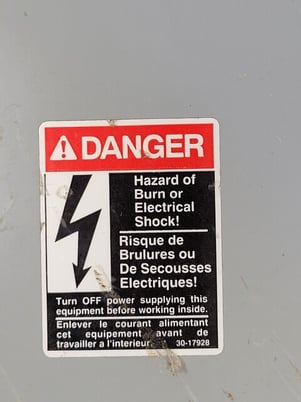 DANGER
Hazard of
Burn or
Electrical
Shock!
Risque de
Brulures ou
De Secousses
Electriques!
Turn OFF power supplying this
equipment before working inside.
Enlever le courant alimentant
cet equipement avant de
travailler a l'interieur. 30-17928